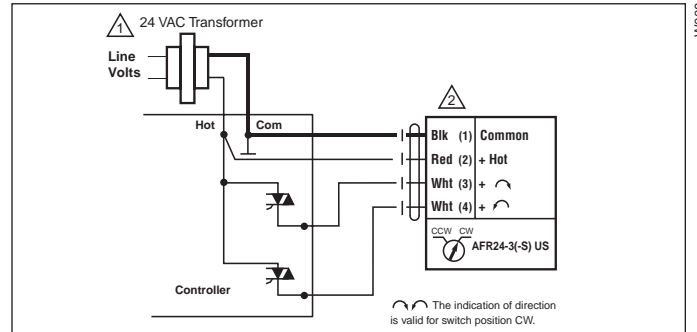 1 24 VAC Transformer
Line
Volts
Hot Com
2
Blk (1) Common
Red (2) + Hot
Wht (3) +
Wht (4) +
CCW CW
AFR24-3(-S) US
Controller
The indication of direction
is valid for switch position CW.